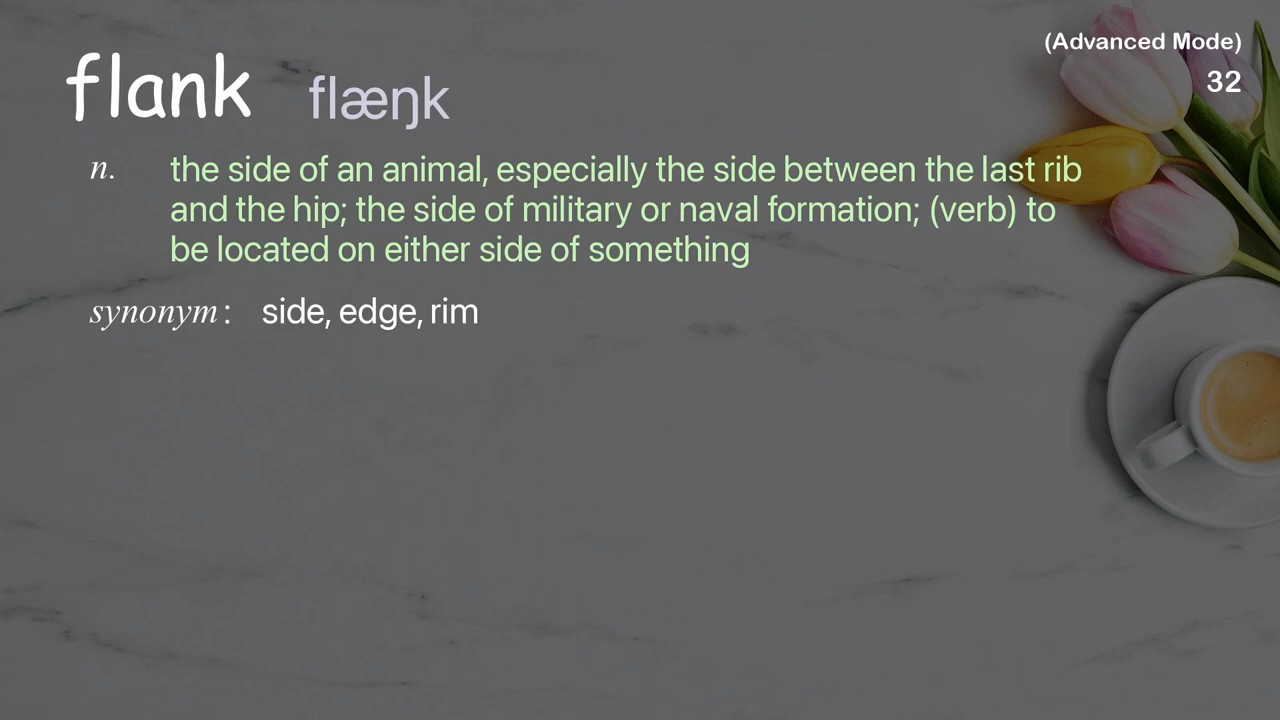 (Advanced Mode)
32
flank flæŋk
n. the side of an animal, especially the side between the last rib
and the hip; the side of military or naval formation; (verb) to
be located on either side of something
synonym: side, edge, rim